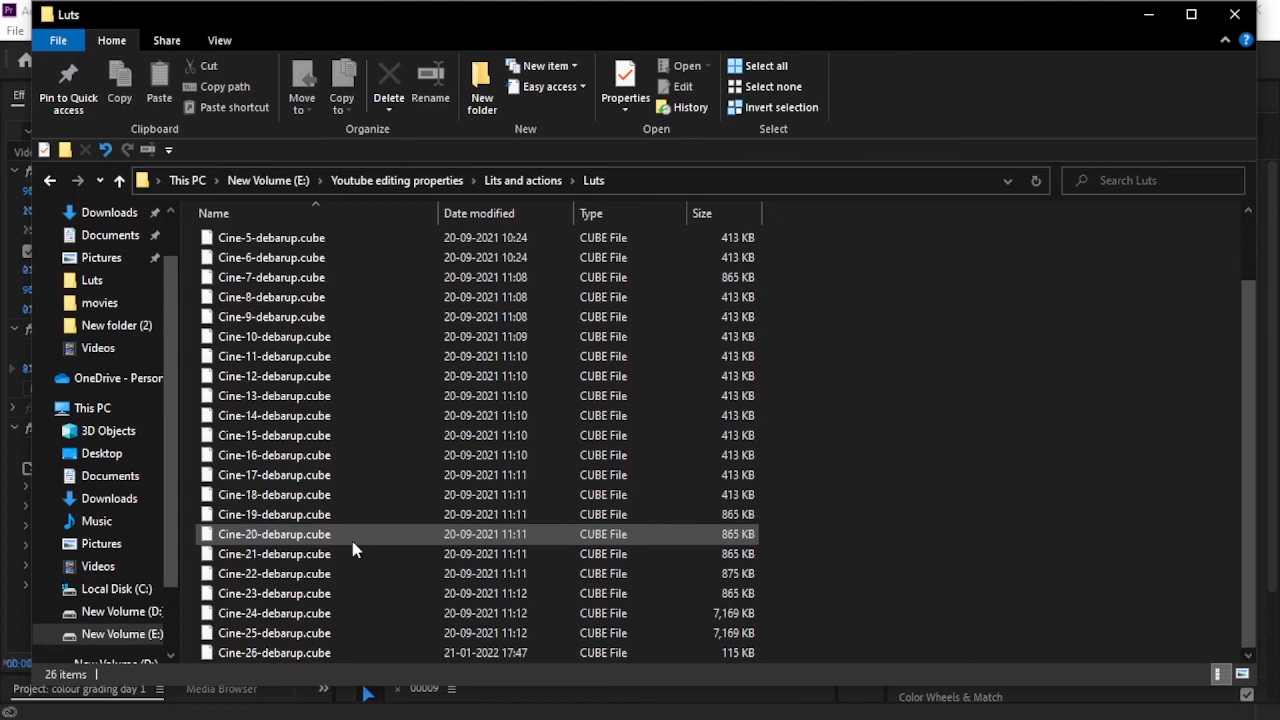 Pr
Luts
File
File Home Share View
Pin to Quick access
Copy
Paste
Cut
Copy path
Paste shortcut
Clipboard
Move to
Copy to
Delete
Rename
Organize
New folder
New item
Easy access
New
Properties
Open
Edit
History
Open
Select all
Select none
Invert selection
Select
This PC > New Volume (E:) > Youtube editing properties > Lits and actions > Luts
Search Luts
Eff
Name Date modified Type Size
Downloads
Documents
Pictures
Luts
movies
New folder (2)
Videos
OneDrive - Person
This PC
3D Objects
Desktop
Documents
Downloads
Music
Pictures
Videos
Local Disk (C:)
New Volume (D:
New Volume (E:)
Cine-5-debarup.cube 20-09-2021 10:24 CUBE File 413 KB
Cine-6-debarup.cube 20-09-2021 10:24 CUBE File 413 KB
Cine-7-debarup.cube 20-09-2021 11:08 CUBE File 865 KB
Cine-8-debarup.cube 20-09-2021 11:08 CUBE File 413 KB
Cine-9-debarup.cube 20-09-2021 11:08 CUBE File 413 KB
Cine-10-debarup.cube 20-09-2021 11:09 CUBE File 413 KB
Cine-11-debarup.cube 20-09-2021 11:10 CUBE File 413 KB
Cine-12-debarup.cube 20-09-2021 11:10 CUBE File 413 KB
Cine-13-debarup.cube 20-09-2021 11:10 CUBE File 413 KB
Cine-14-debarup.cube 20-09-2021 11:10 CUBE File 413 KB
Cine-15-debarup.cube 20-09-2021 11:10 CUBE File 413 KB
Cine-16-debarup.cube 20-09-2021 11:10 CUBE File 413 KB
Cine-17-debarup.cube 20-09-2021 11:11 CUBE File 413 KB
Cine-18-debarup.cube 20-09-2021 11:11 CUBE File 413 KB
Cine-19-debarup.cube 20-09-2021 11:11 CUBE File 865 KB
Cine-20-debarup.cube 20-09-2021 11:11 CUBE File 865 KB
Cine-21-debarup.cube 20-09-2021 11:11 CUBE File 865 KB
Cine-22-debarup.cube 20-09-2021 11:11 CUBE File 875 KB
Cine-23-debarup.cube 20-09-2021 11:12 CUBE File 865 KB
Cine-24-debarup.cube 20-09-2021 11:12 CUBE File 7,169 KB
Cine-25-debarup.cube 20-09-2021 11:12 CUBE File 7,169 KB
Cine-26-debarup.cube 21-01-2022 17:47 CUBE File 115 KB
26 items
Project: colour grading day 1 Media Browser 00009 Color Wheels & Match